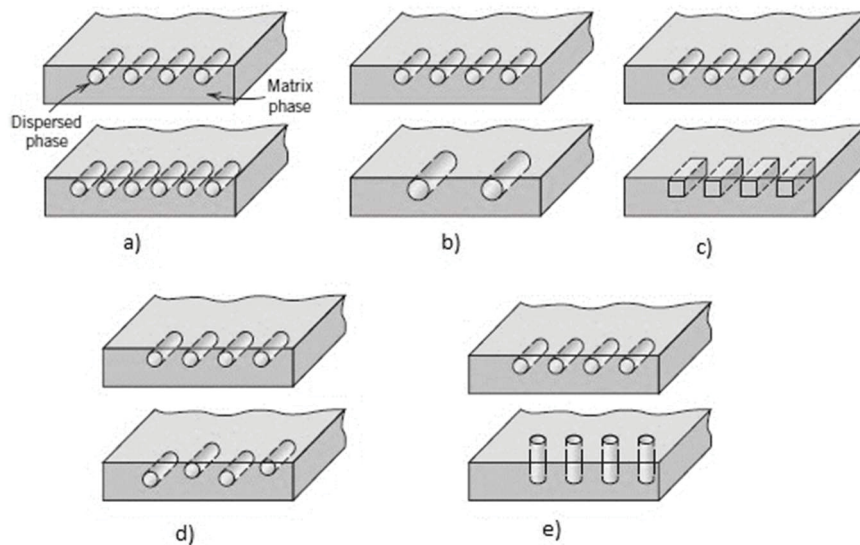 Matrix
phase
Dispersed
phase
a)
b)
c)
d)
e)